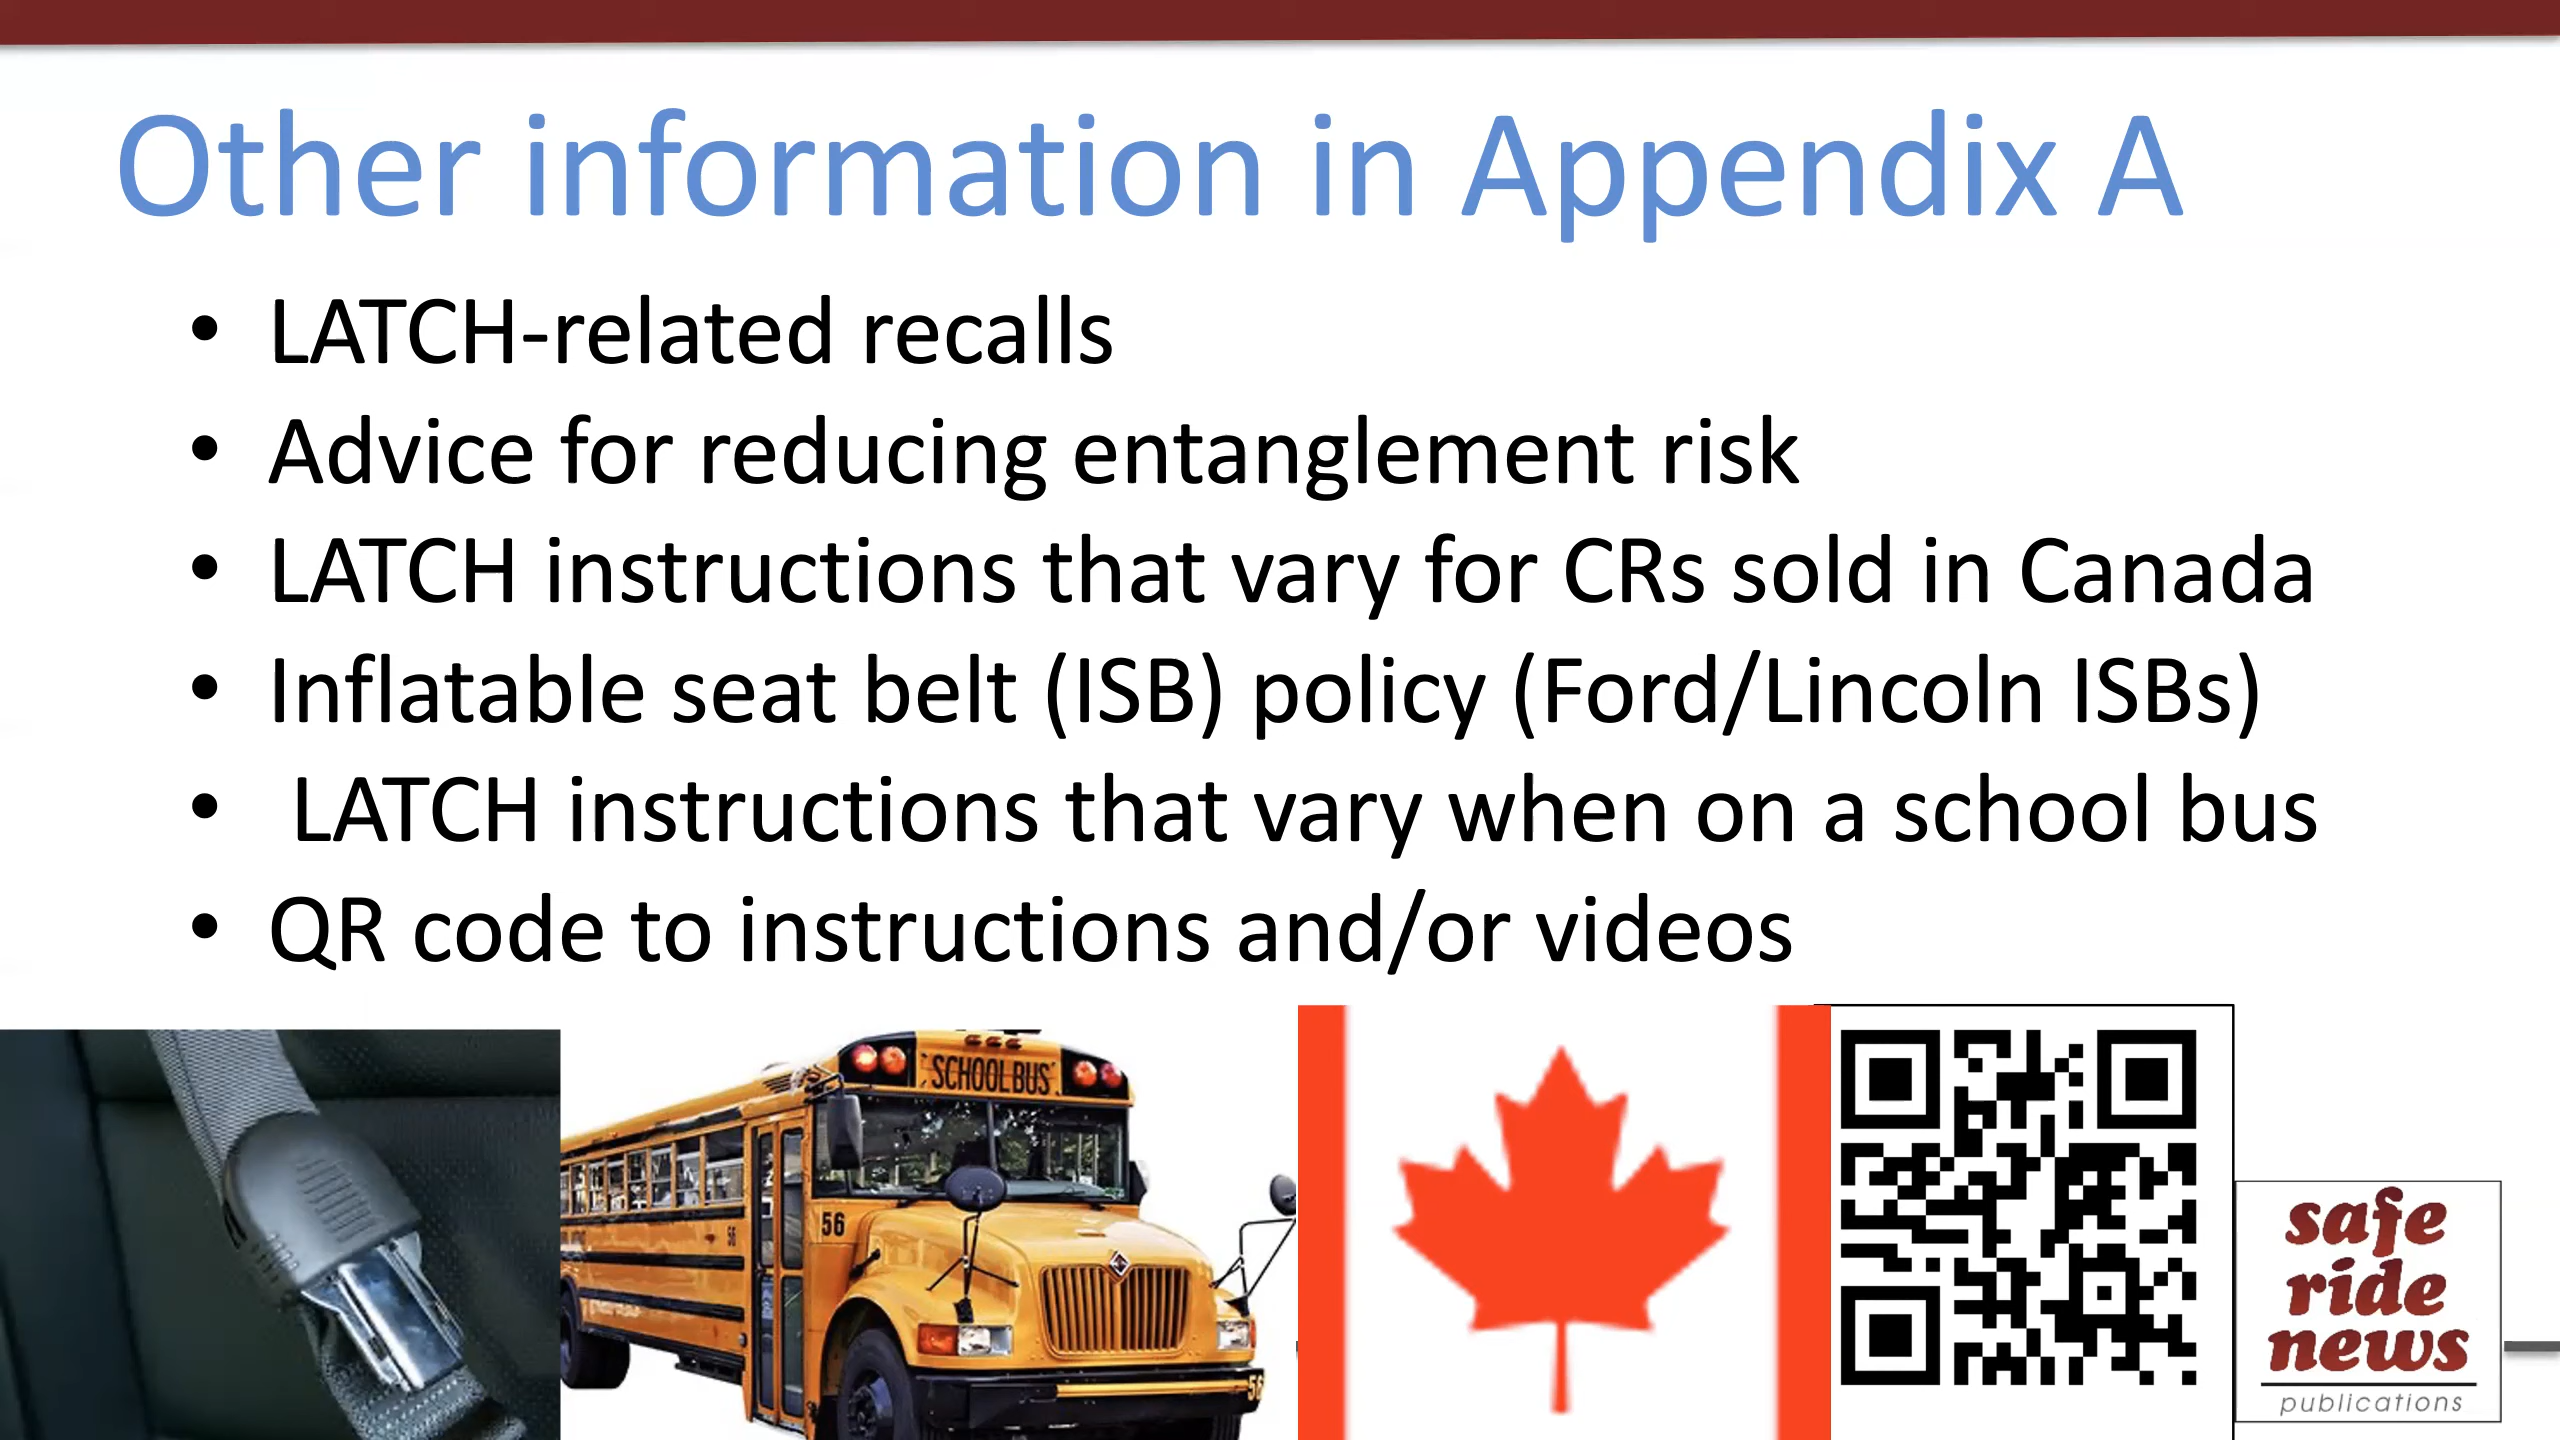 Other information in Appendix A
• LATCH-related recalls
• Advice for reducing entanglement risk
• LATCH instructions that vary for CRs sold in Canada
• Inflatable seat belt (ISB) policy (Ford/Lincoln ISBs)
• LATCH instructions that vary when on a school bus
• QR code to instructions and/or videos
SCHOOL BUS
56
56
56
safe
ride
news
publications